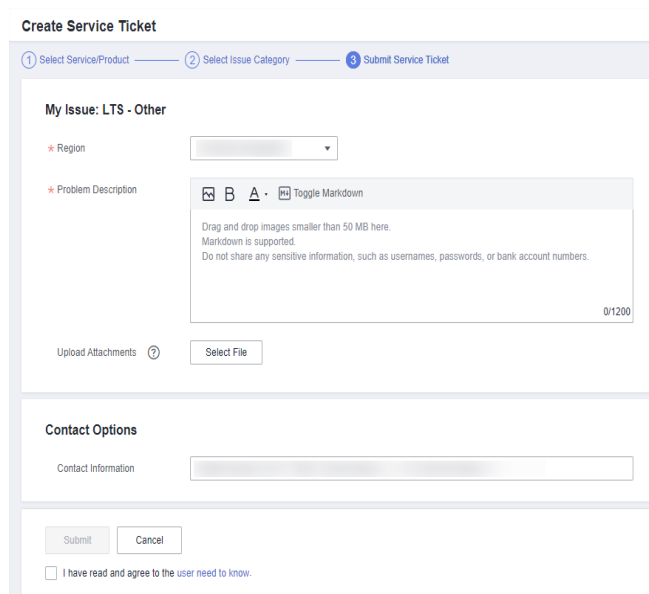 Create Service Ticket
1 Select Service/Product 2 Select Issue Category 3 Submit Service Ticket
My Issue: LTS - Other
* Region
* Problem Description
B A M↓ Toggle Markdown
Drag and drop images smaller than 50 MB here.
Markdown is supported.
Do not share any sensitive information, such as usernames, passwords, or bank account numbers.
0/1200
Upload Attachments ? Select File
Contact Options
Contact Information
Submit Cancel
I have read and agree to the user need to know.